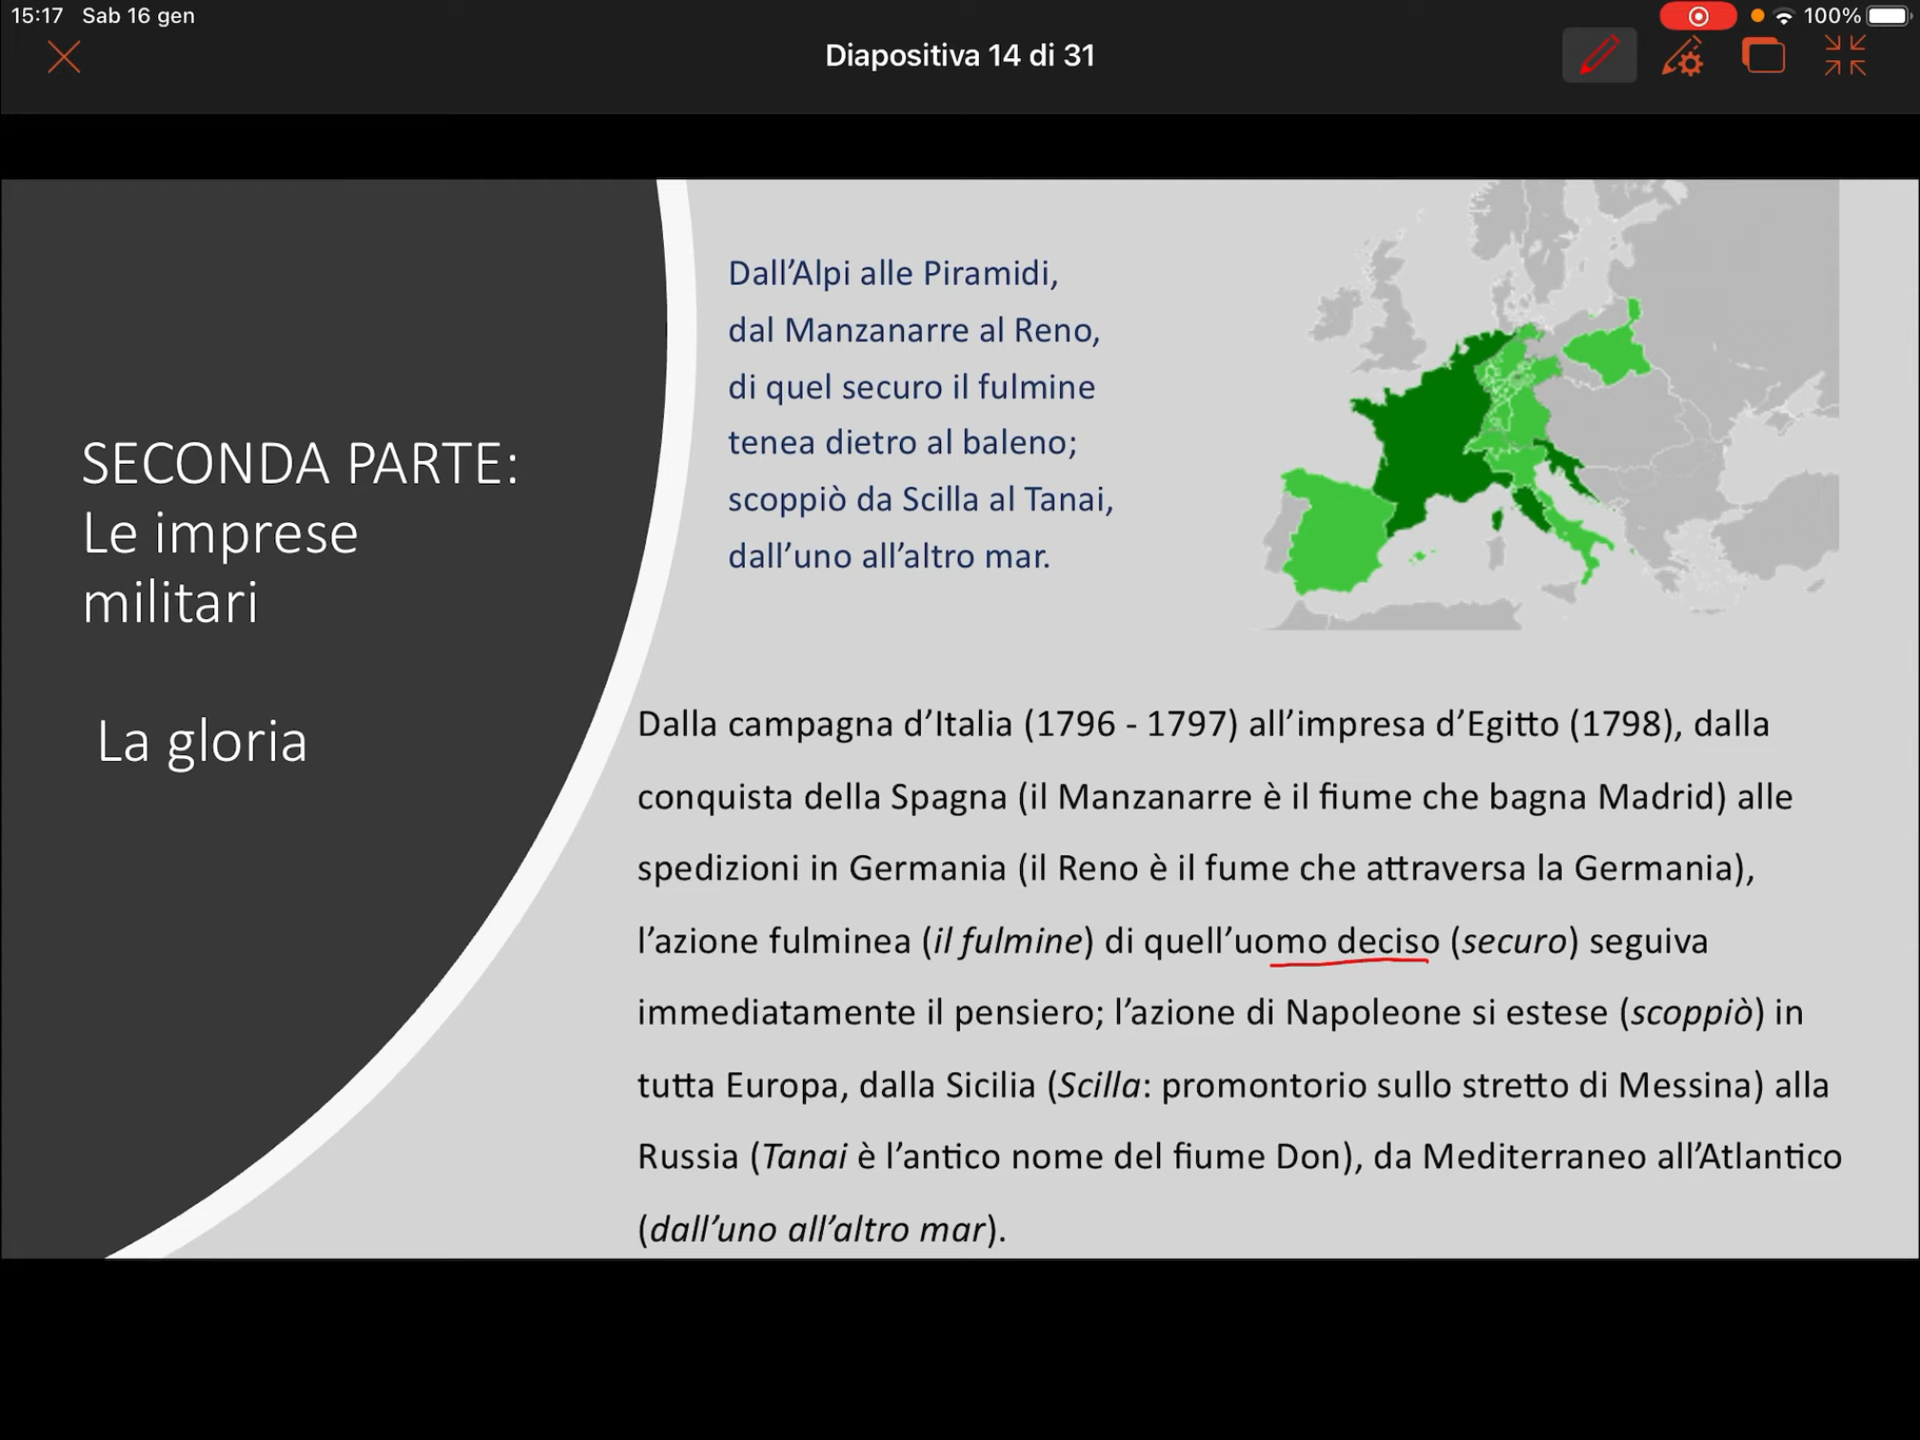 15:17 Sab 16 gen
100%
Diapositiva 14 di 31
SECONDA PARTE:
Le imprese
militari
La gloria
Dall’Alpi alle Piramidi,
dal Manzanarre al Reno,
di quel securo il fulmine
tenea dietro al baleno;
scoppiò da Scilla al Tanai,
dall’uno all’altro mar.
Dalla campagna d’Italia (1796 - 1797) all’impresa d’Egitto (1798), dalla
conquista della Spagna (il Manzanarre è il fiume che bagna Madrid) alle
spedizioni in Germania (il Reno è il fume che attraversa la Germania),
l’azione fulminea (il fulmine) di quell’uomo deciso (securo) seguiva
immediatamente il pensiero; l’azione di Napoleone si estese (scoppiò) in
tutta Europa, dalla Sicilia (Scilla: promontorio sullo stretto di Messina) alla
Russia (Tanai è l’antico nome del fiume Don), da Mediterraneo all’Atlantico
(dall’uno all’altro mar).